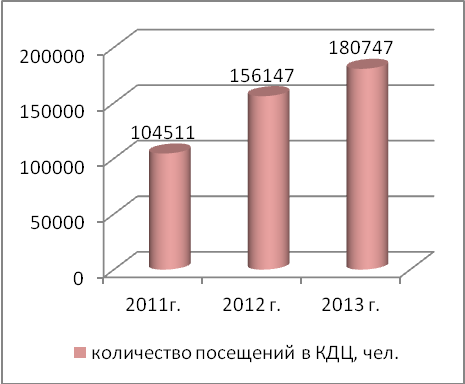 200000
150000
100000
50000
0
104511
156147
180747
2011г.
2012 г.
2013 г.
количество посещений в КДЦ, чел.